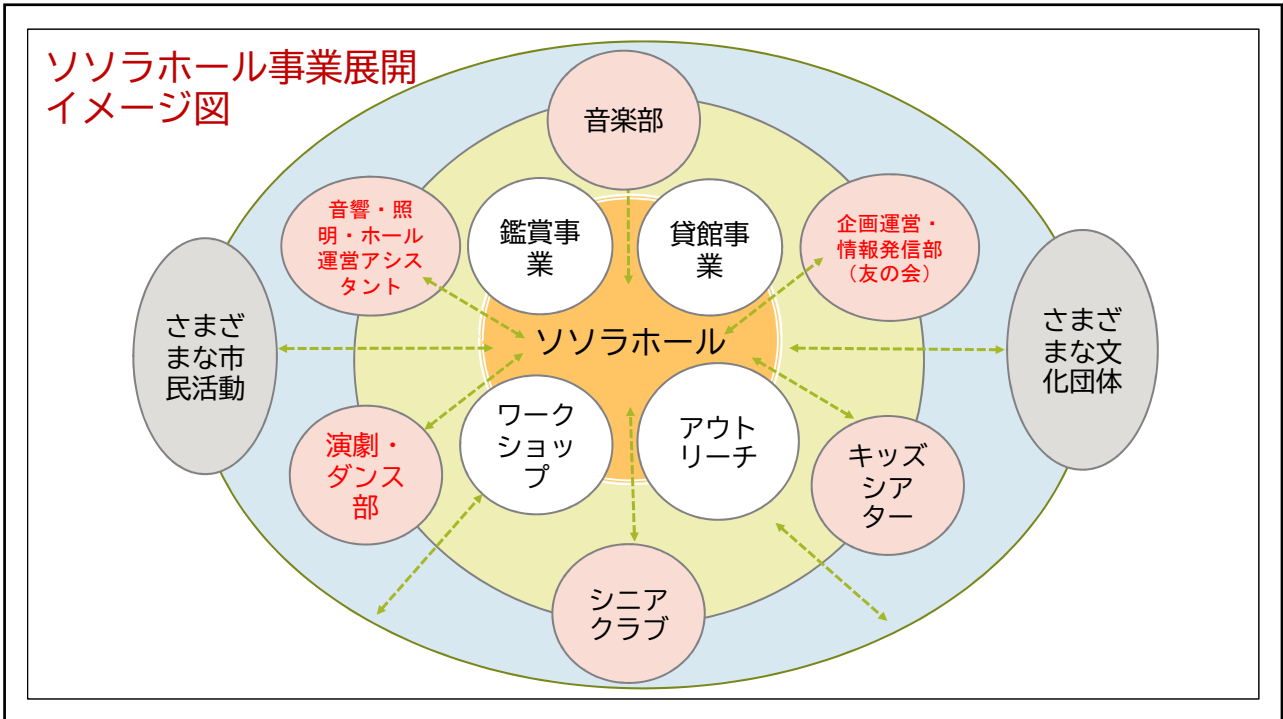 ソソラホール事業展開
イメージ図
音楽部
音響・照
明・ホール
運営アシス
タント
鑑賞事
業
貸館事
業
企画運営・
情報発信部
（友の会）
さまざ
まな市
民活動
ソソラホール
さまざ
まな文
化団体
演劇・
ダンス
部
ワーク
ショッ
プ
アウト
リーチ
キッズ
シア
ター
シニア
クラブ